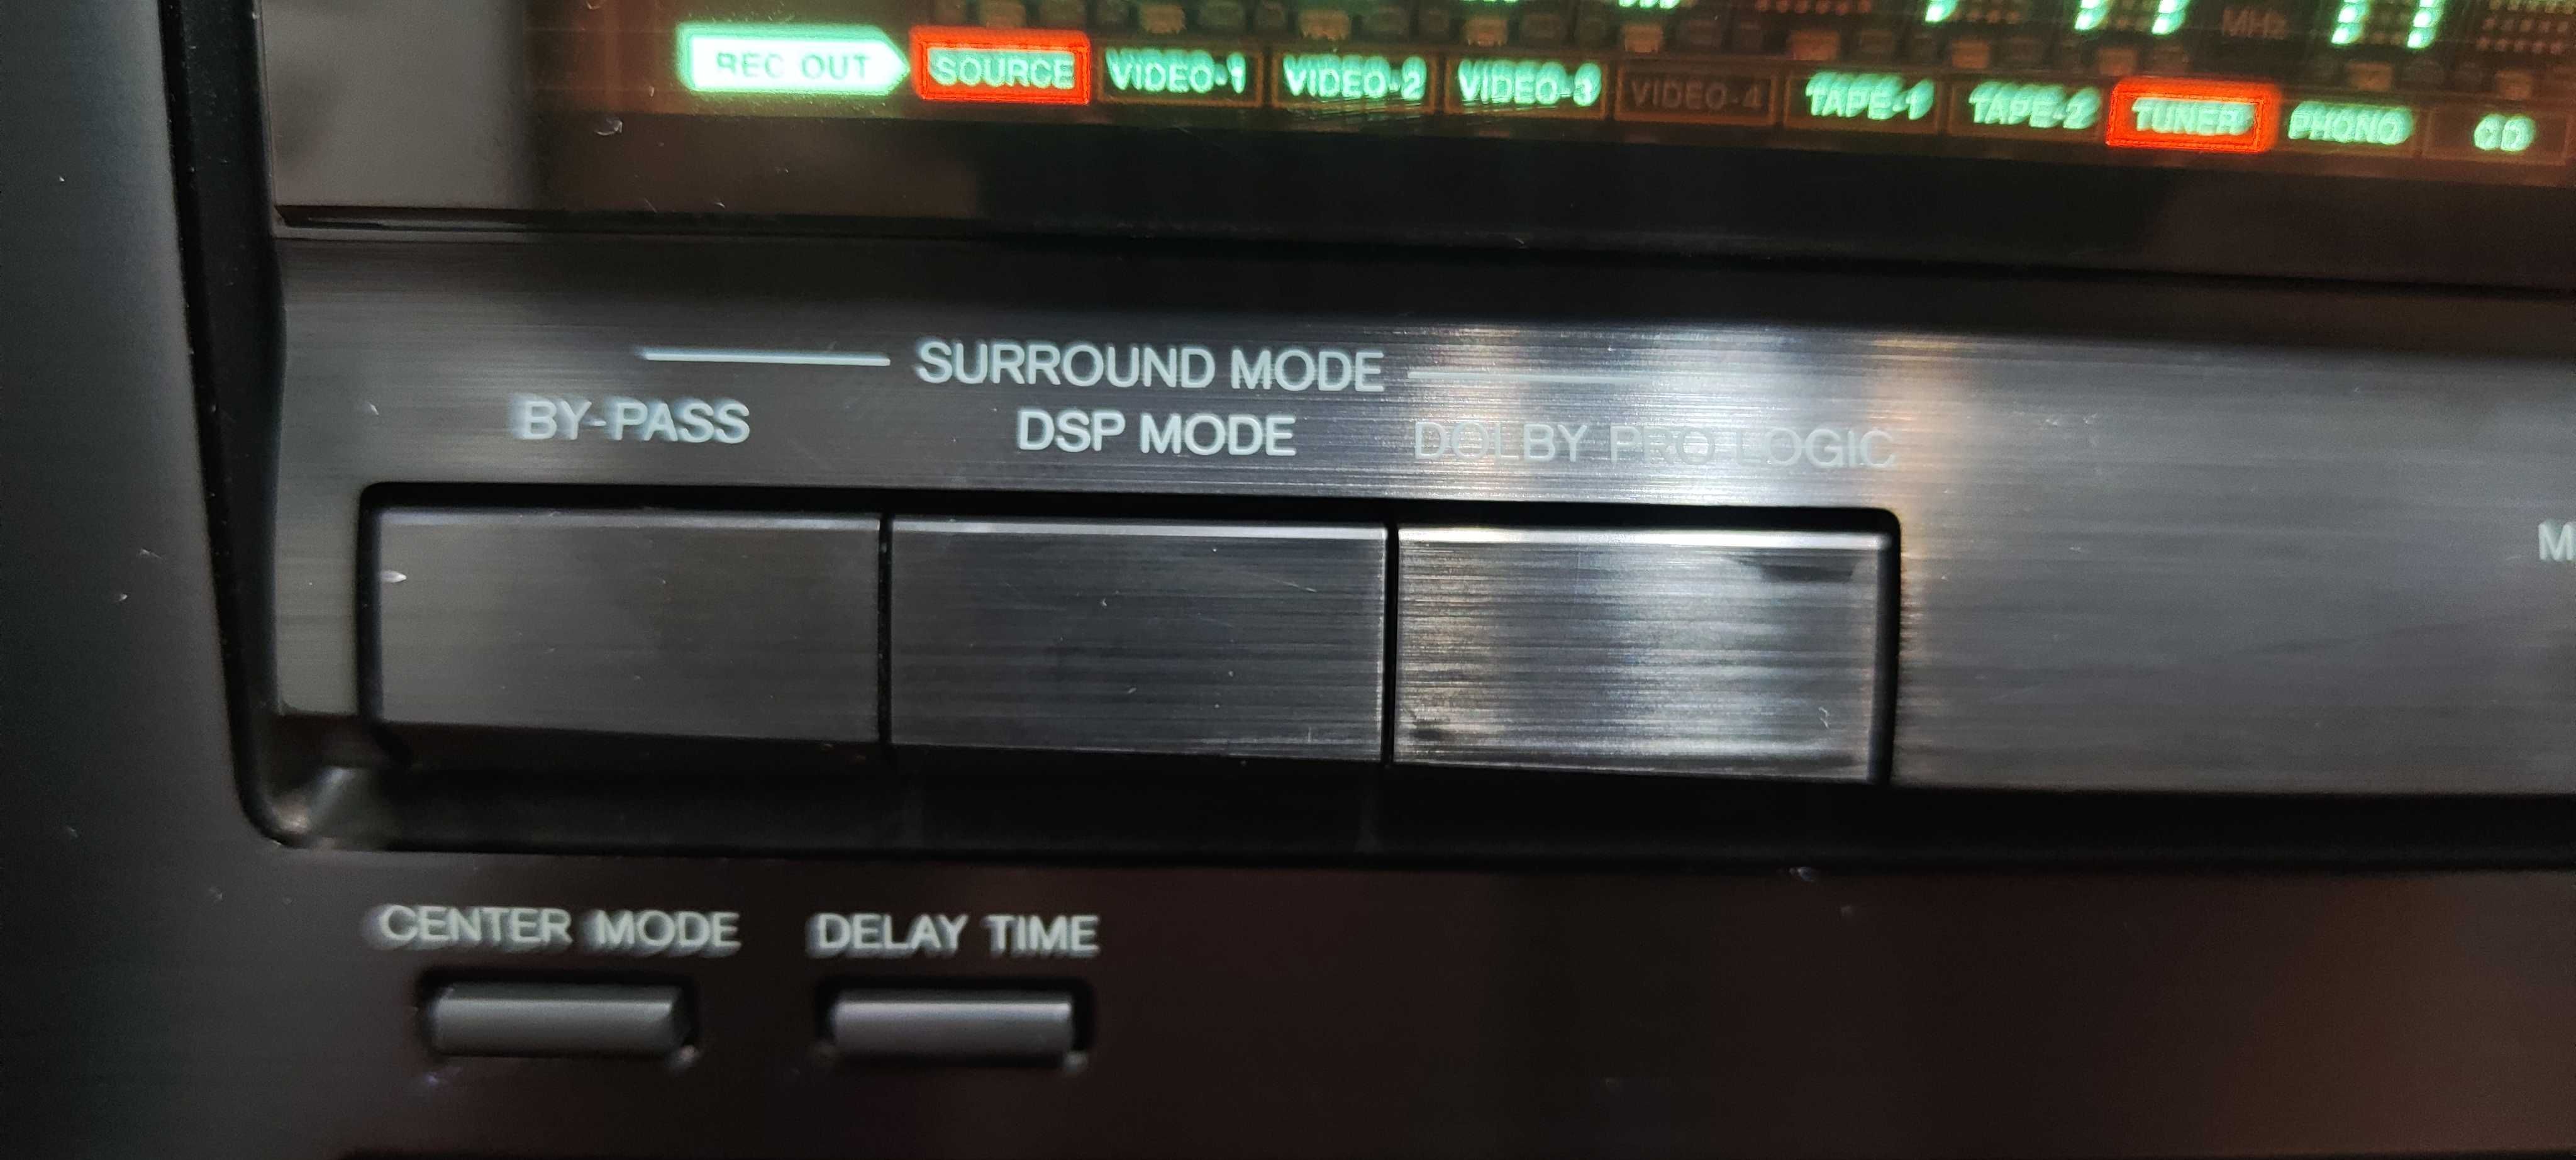 REC OUT SOURCE VIDEO-1 VIDEO-2 VIDEO-3 VIDEO-4 TAPE-1 TAPE-2 TUNER PHONO CD
MHz
SURROUND MODE
BY-PASS DSP MODE DOLBY PRO LOGIC
M
CENTER MODE DELAY TIME